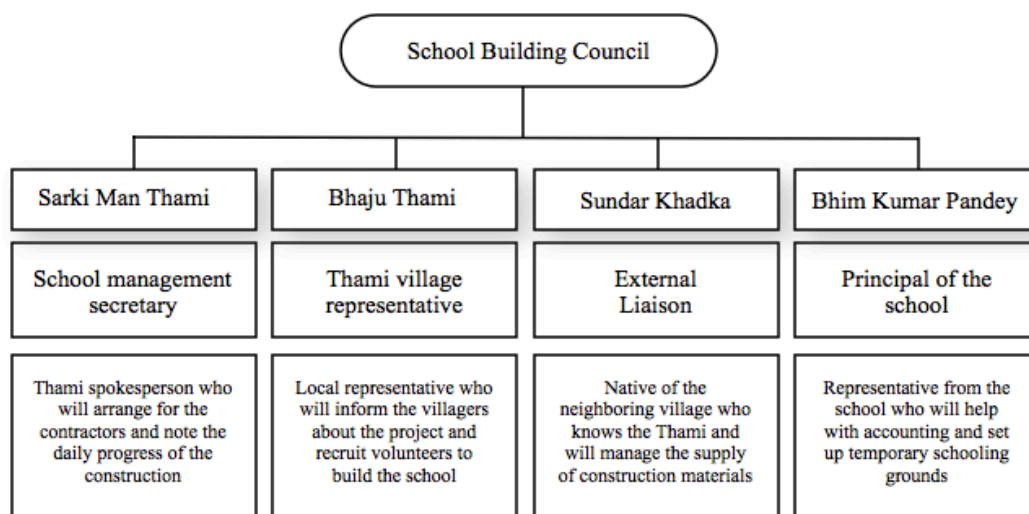 School Building Council
Sarki Man Thami
Bhaju Thami
Sundar Khadka
Bhim Kumar Pandey
School management
secretary
Thami village
representative
External
Liaison
Principal of the
school
Thami spokesperson who
will arrange for the
contractors and note the
daily progress of the
construction
Local representative who
will inform the villagers
about the project and
recruit volunteers to
build the school
Native of the
neighboring village who
knows the Thami and
will manage the supply
of construction materials
Representative from the
school who will help
with accounting and set
up temporary schooling
grounds